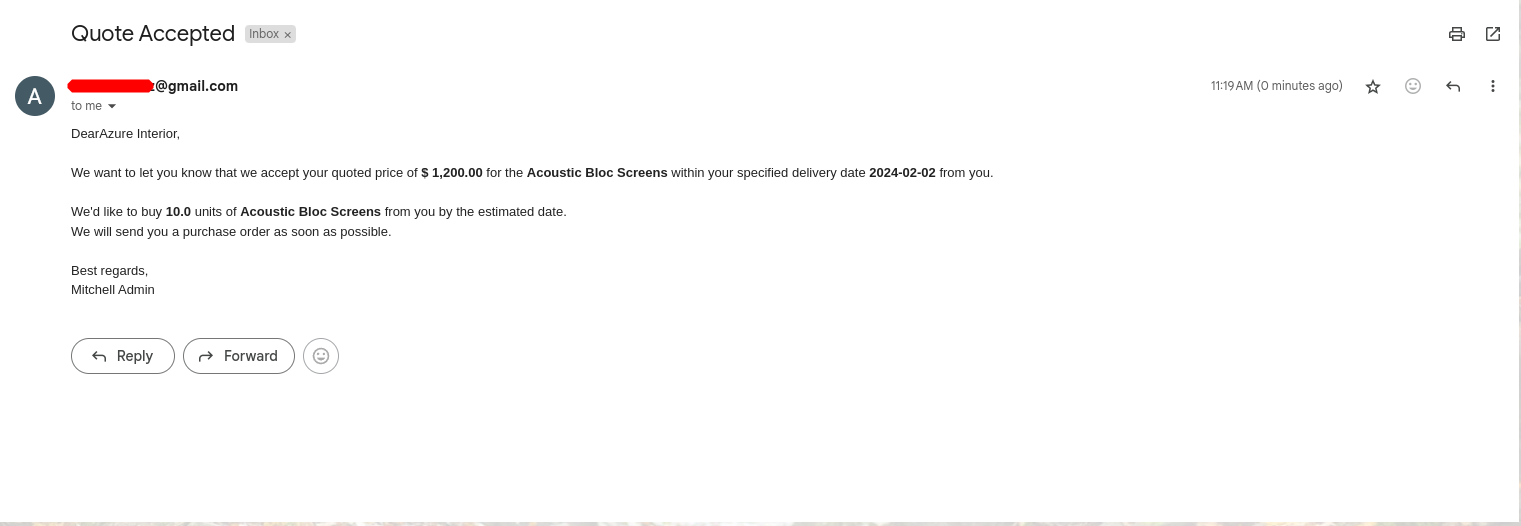 Quote Accepted Inbox ×
@gmail.com
11:19 AM (0 minutes ago)
to me
A
DearAzure Interior,
We want to let you know that we accept your quoted price of $ 1,200.00 for the Acoustic Bloc Screens within your specified delivery date 2024-02-02 from you.
We'd like to buy 10.0 units of Acoustic Bloc Screens from you by the estimated date.
We will send you a purchase order as soon as possible.
Best regards,
Mitchell Admin
Reply Forward